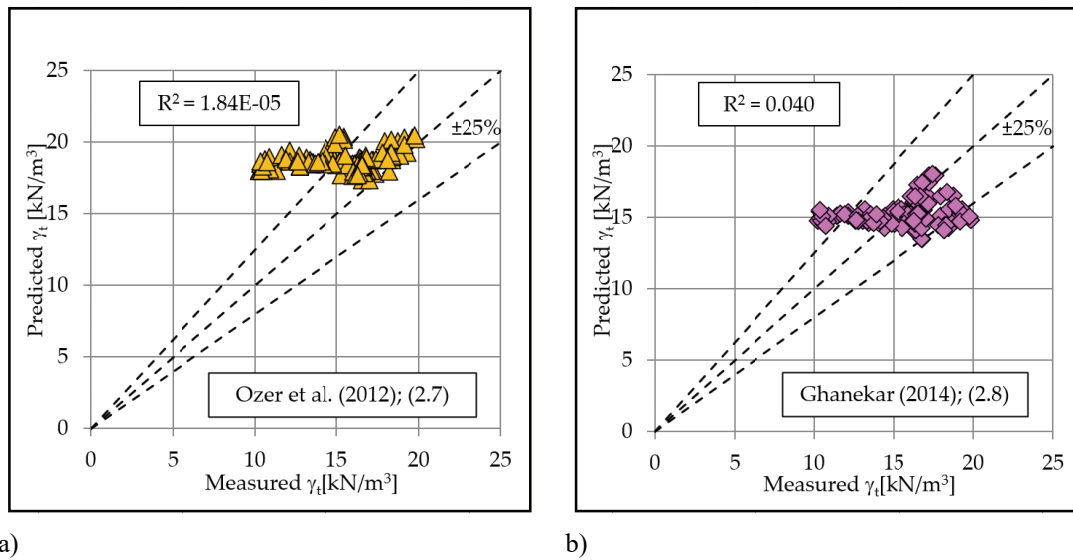 25
20
15
10
5
0
Predicted γt [kN/m³]
R² = 1.84E-05
±25%
Ozer et al. (2012); (2.7)
0 5 10 15 20 25
Measured γt[kN/m³]
a)
25
20
15
10
5
0
Predicted γt [kN/m³]
R² = 0.040
±25%
Ghanekar (2014); (2.8)
0 5 10 15 20 25
Measured γt[kN/m³]
b)